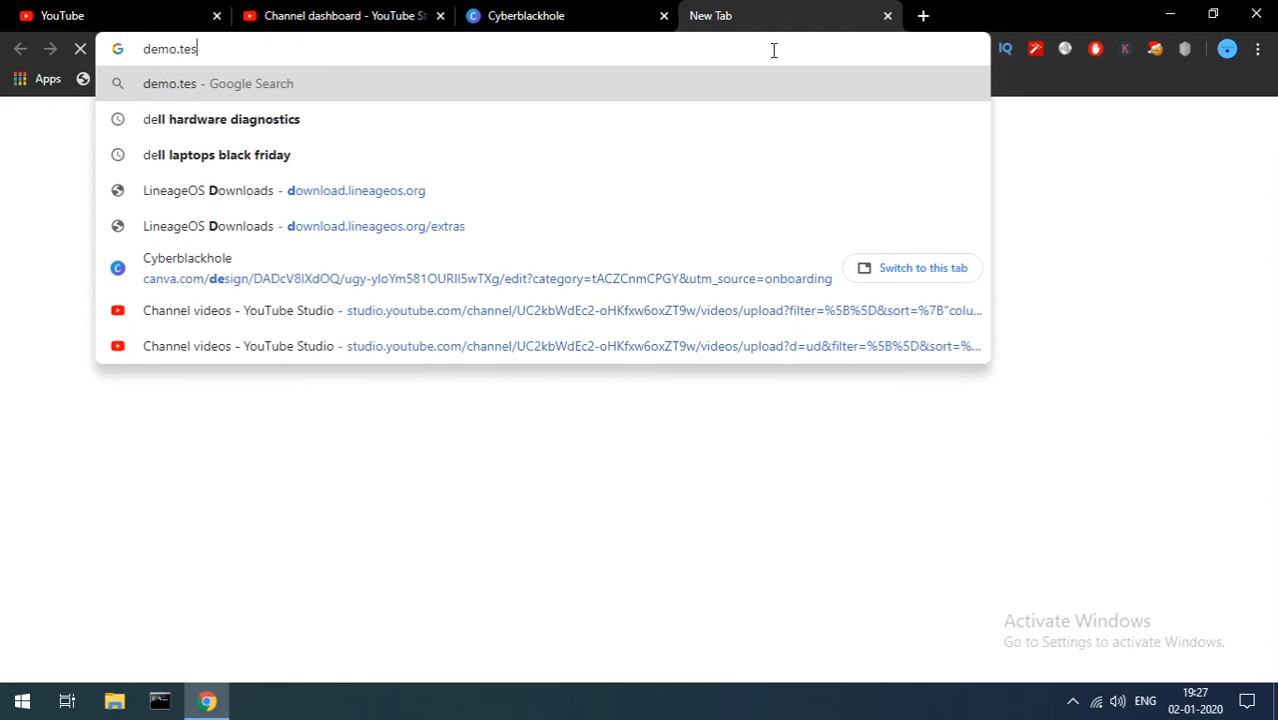 YouTube
Channel dashboard - YouTube St
Cyberblackhole
New Tab
demo.tes
IQ
K
Apps
demo.tes - Google Search
dell hardware diagnostics
dell laptops black friday
LineageOS Downloads - download.lineageos.org
LineageOS Downloads - download.lineageos.org/extras
Cyberblackhole
canva.com/design/DADcV8lXdOQ/ugy-yIoYm581OURIl5wTXg/edit?category=tACZCnmCPGY&utm_source=onboarding
Switch to this tab
Channel videos - YouTube Studio - studio.youtube.com/channel/UC2kbWdEc2-oHKfxw6oxZT9w/videos/upload?filter=%5B%5D&sort=%7B"colu...
Channel videos - YouTube Studio - studio.youtube.com/channel/UC2kbWdEc2-oHKfxw6oxZT9w/videos/upload?d=ud&filter=%5B%5D&sort=%...
Activate Windows
Go to Settings to activate Windows.
ENG
19:27
02-01-2020